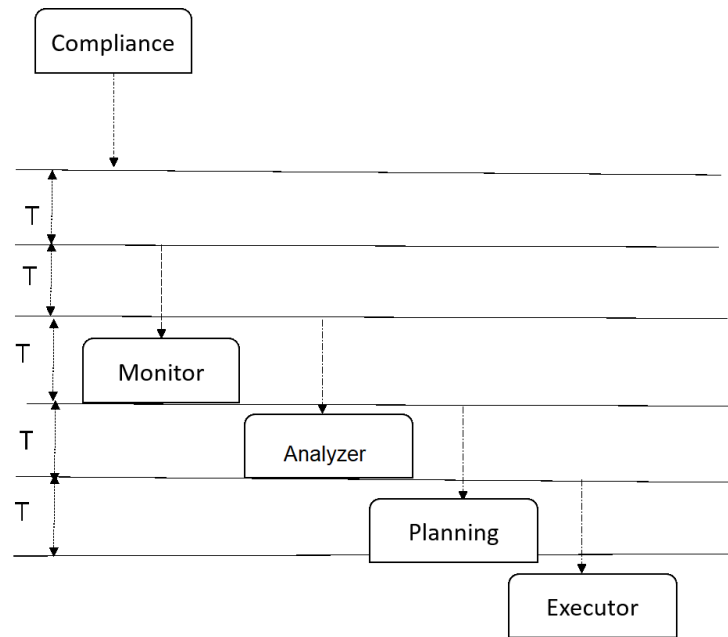 Compliance
T
T
T
Monitor
T
Analyzer
T
Planning
Executor